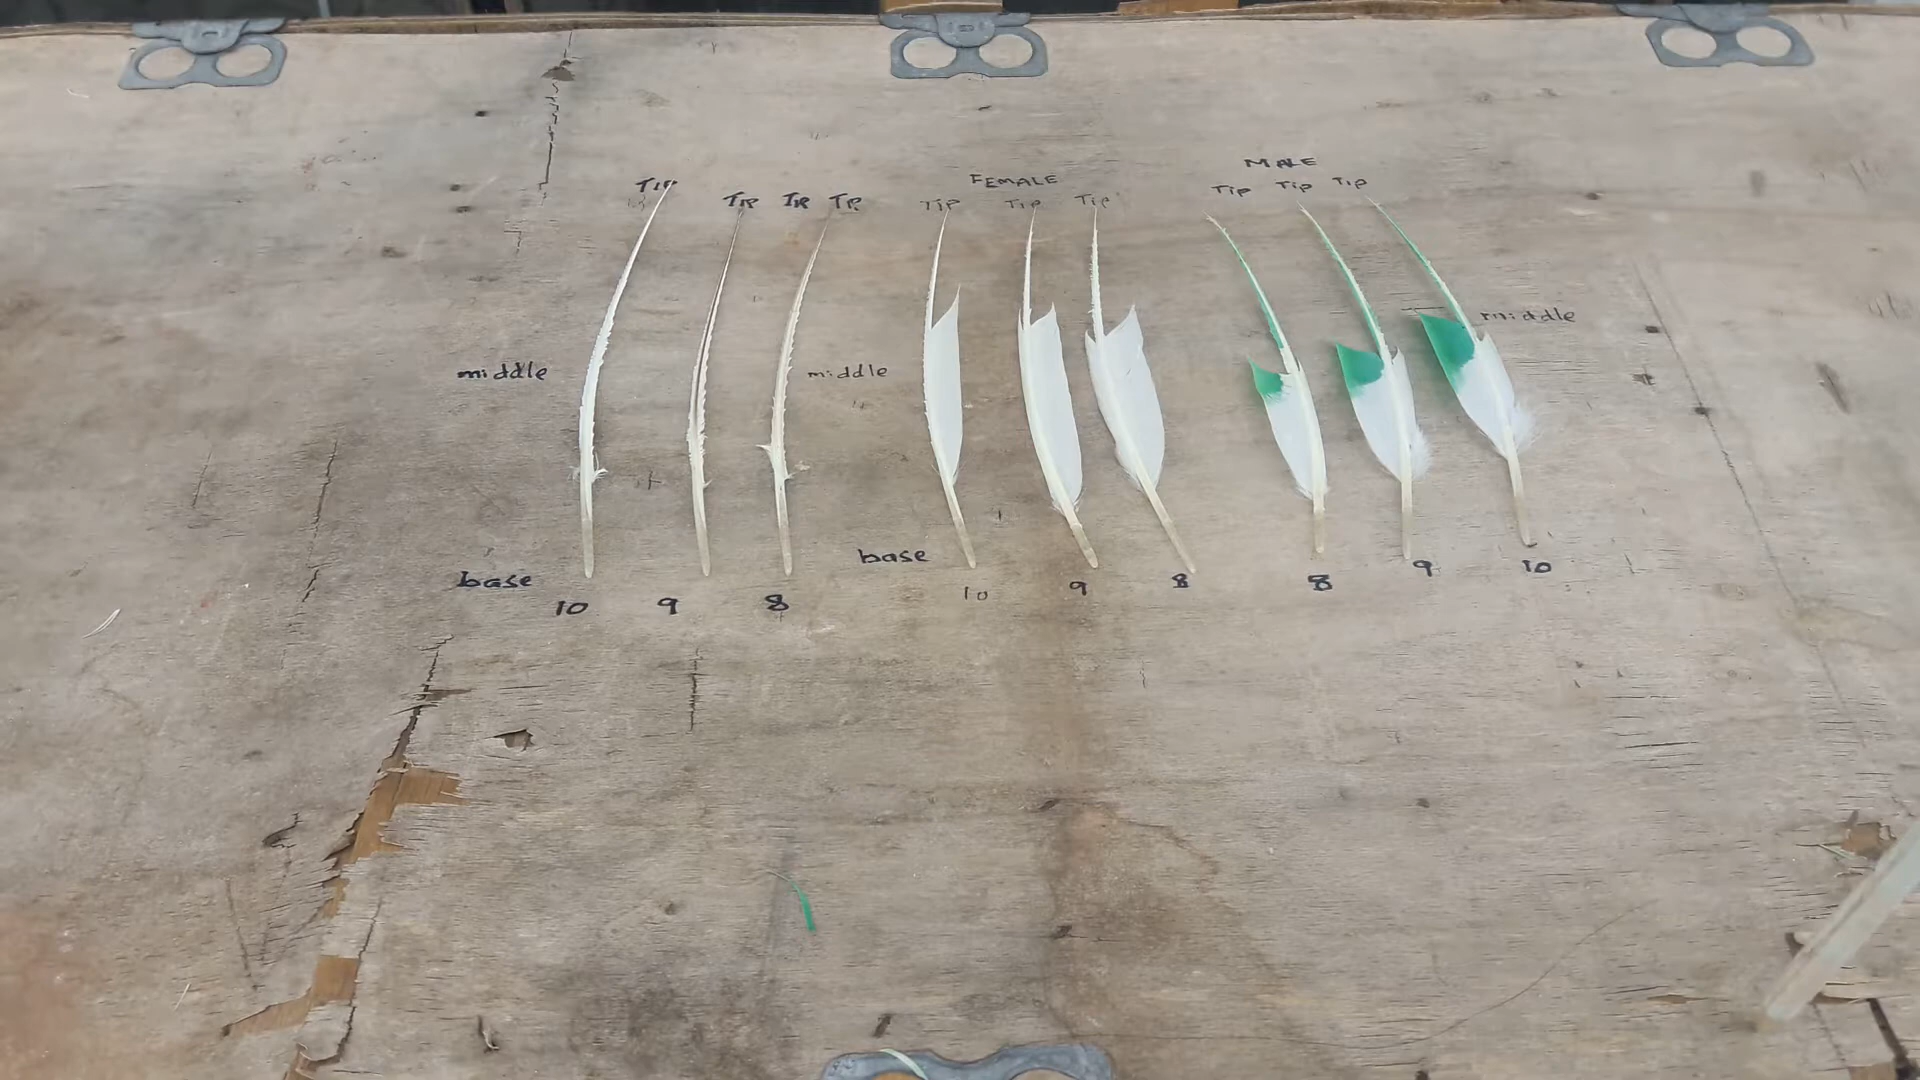 MALE
FEMALE
Tip Tip Tip Tip Tip Tip Tip Tip Tip Tip
middle middle middle
base base
10 9 8 10 9 8 8 9 10